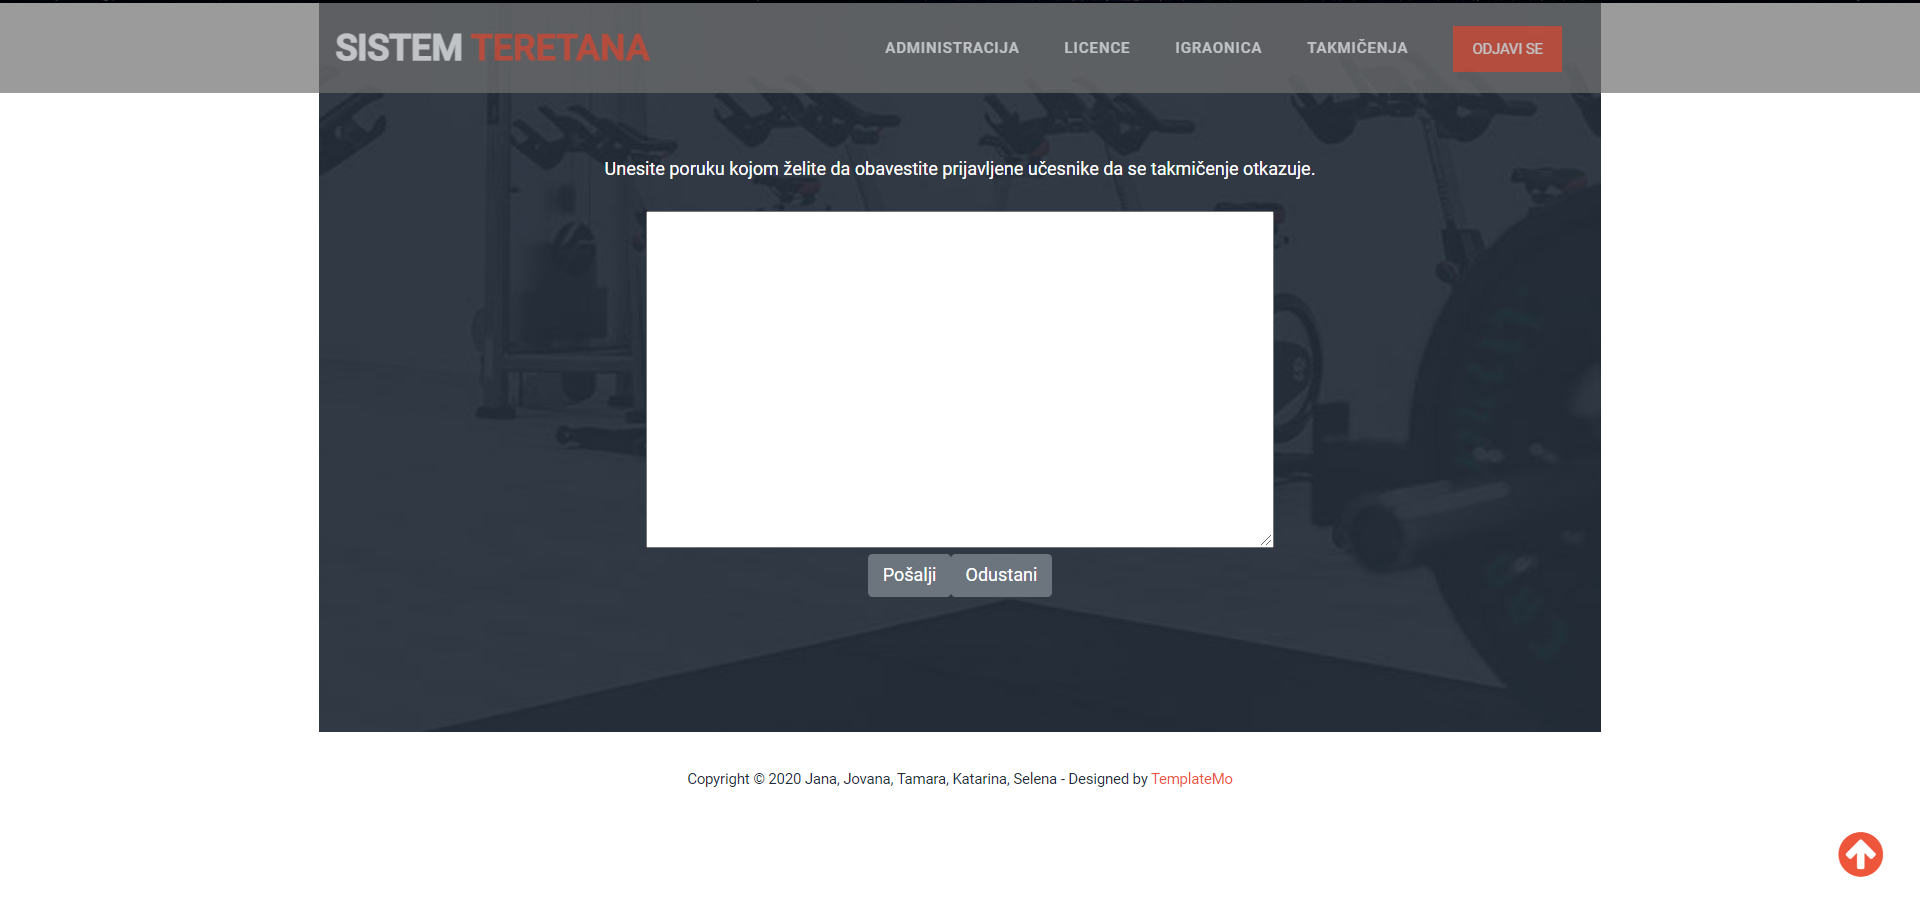 SISTEM TERETANA
ADMINISTRACIJA LICENCE IGRAONICA TAKMIČENJA ODJAVI SE
Unesite poruku kojom želite da obavestite prijavljene učesnike da se takmičenje otkazuje.
Pošalji Odustani
Copyright © 2020 Jana, Jovana, Tamara, Katarina, Selena - Designed by TemplateMo